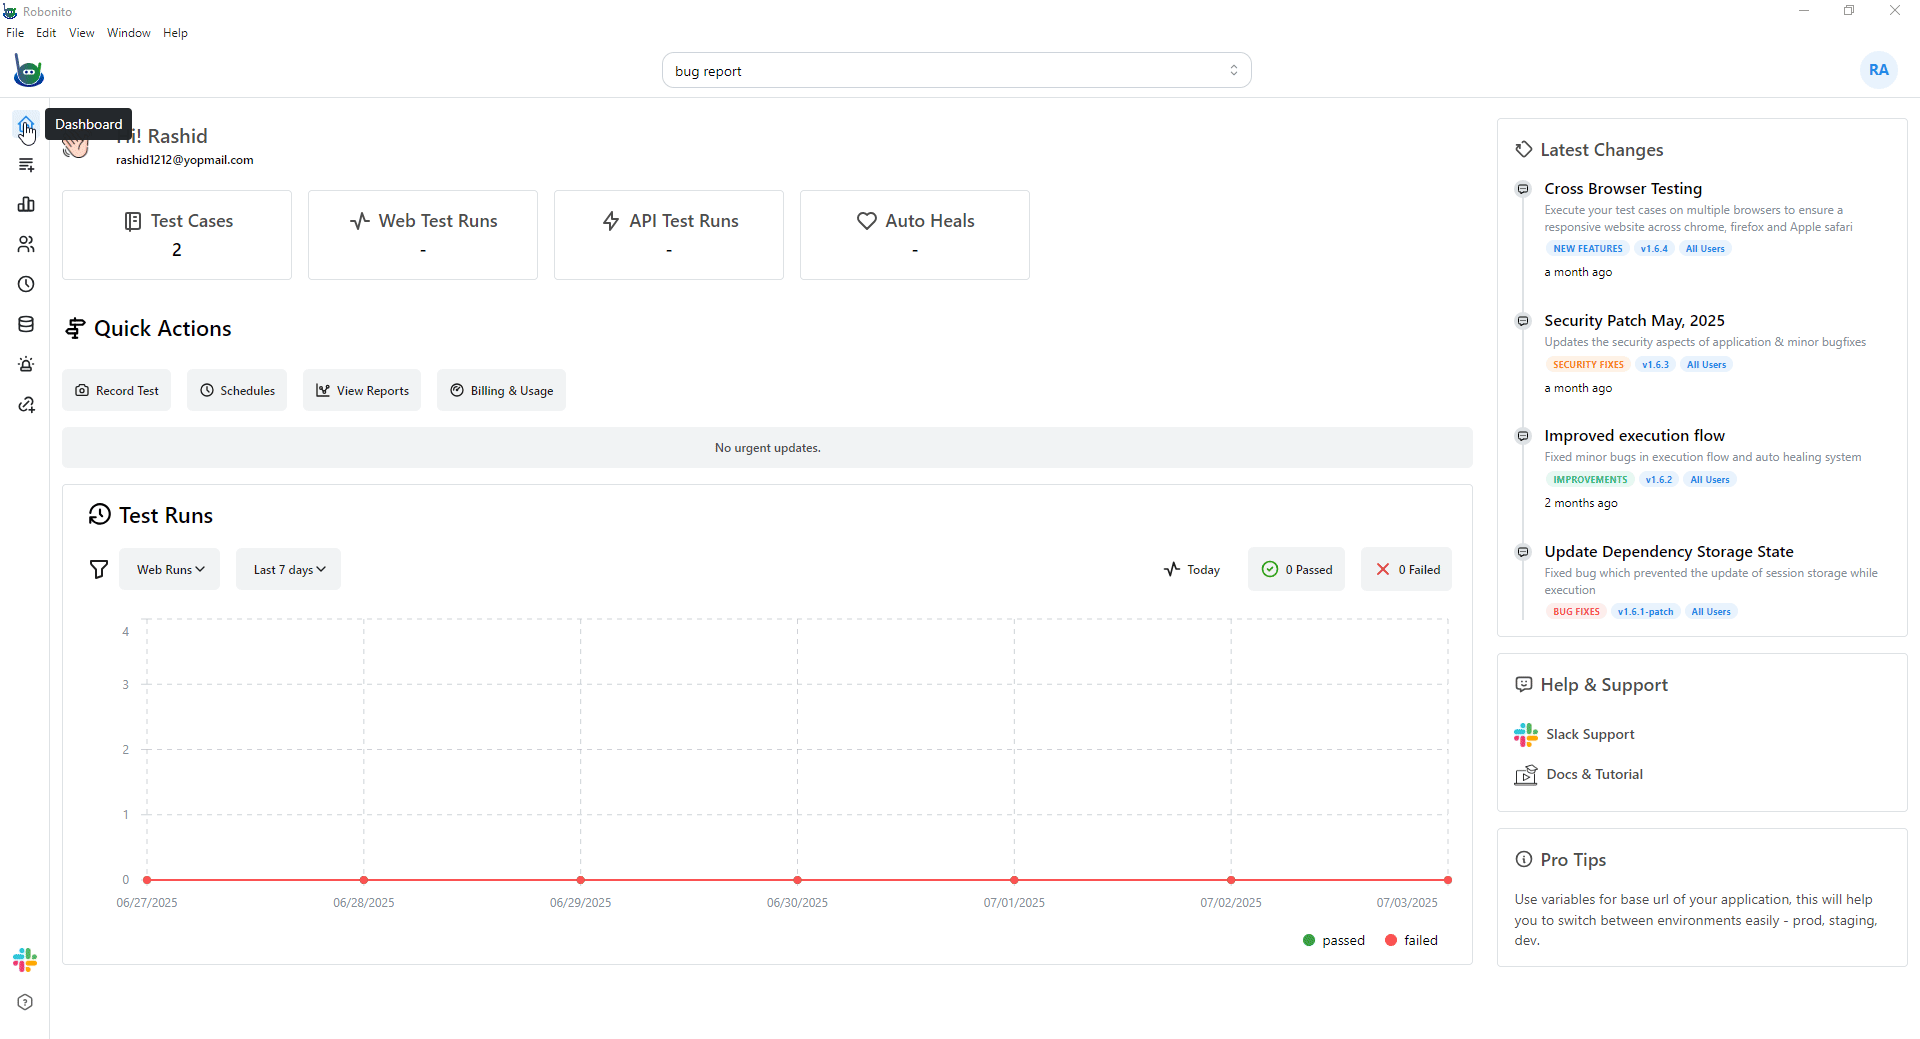 Robonito
File Edit View Window Help
bug report
RA
Dashboard
Hi! Rashid
rashid1212@yopmail.com
Test Cases
2
Web Test Runs
-
API Test Runs
-
Auto Heals
-
Quick Actions
Record Test
Schedules
View Reports
Billing & Usage
No urgent updates.
Test Runs
Web Runs
Last 7 days
Today
0 Passed
0 Failed
4
3
2
1
0
06/27/2025 06/28/2025 06/29/2025 06/30/2025 07/01/2025 07/02/2025 07/03/2025
passed failed
Latest Changes
Cross Browser Testing
Execute your test cases on multiple browsers to ensure a
responsive website across chrome, firefox and Apple safari
NEW FEATURES v1.6.4 All Users
a month ago
Security Patch May, 2025
Updates the security aspects of application & minor bugfixes
SECURITY FIXES v1.6.3 All Users
a month ago
Improved execution flow
Fixed minor bugs in execution flow and auto healing system
IMPROVEMENTS v1.6.2 All Users
2 months ago
Update Dependency Storage State
Fixed bug which prevented the update of session storage while
execution
BUG FIXES v1.6.1-patch All Users
Help & Support
Slack Support
Docs & Tutorial
Pro Tips
Use variables for base url of your application, this will help
you to switch between environments easily - prod, staging,
dev.